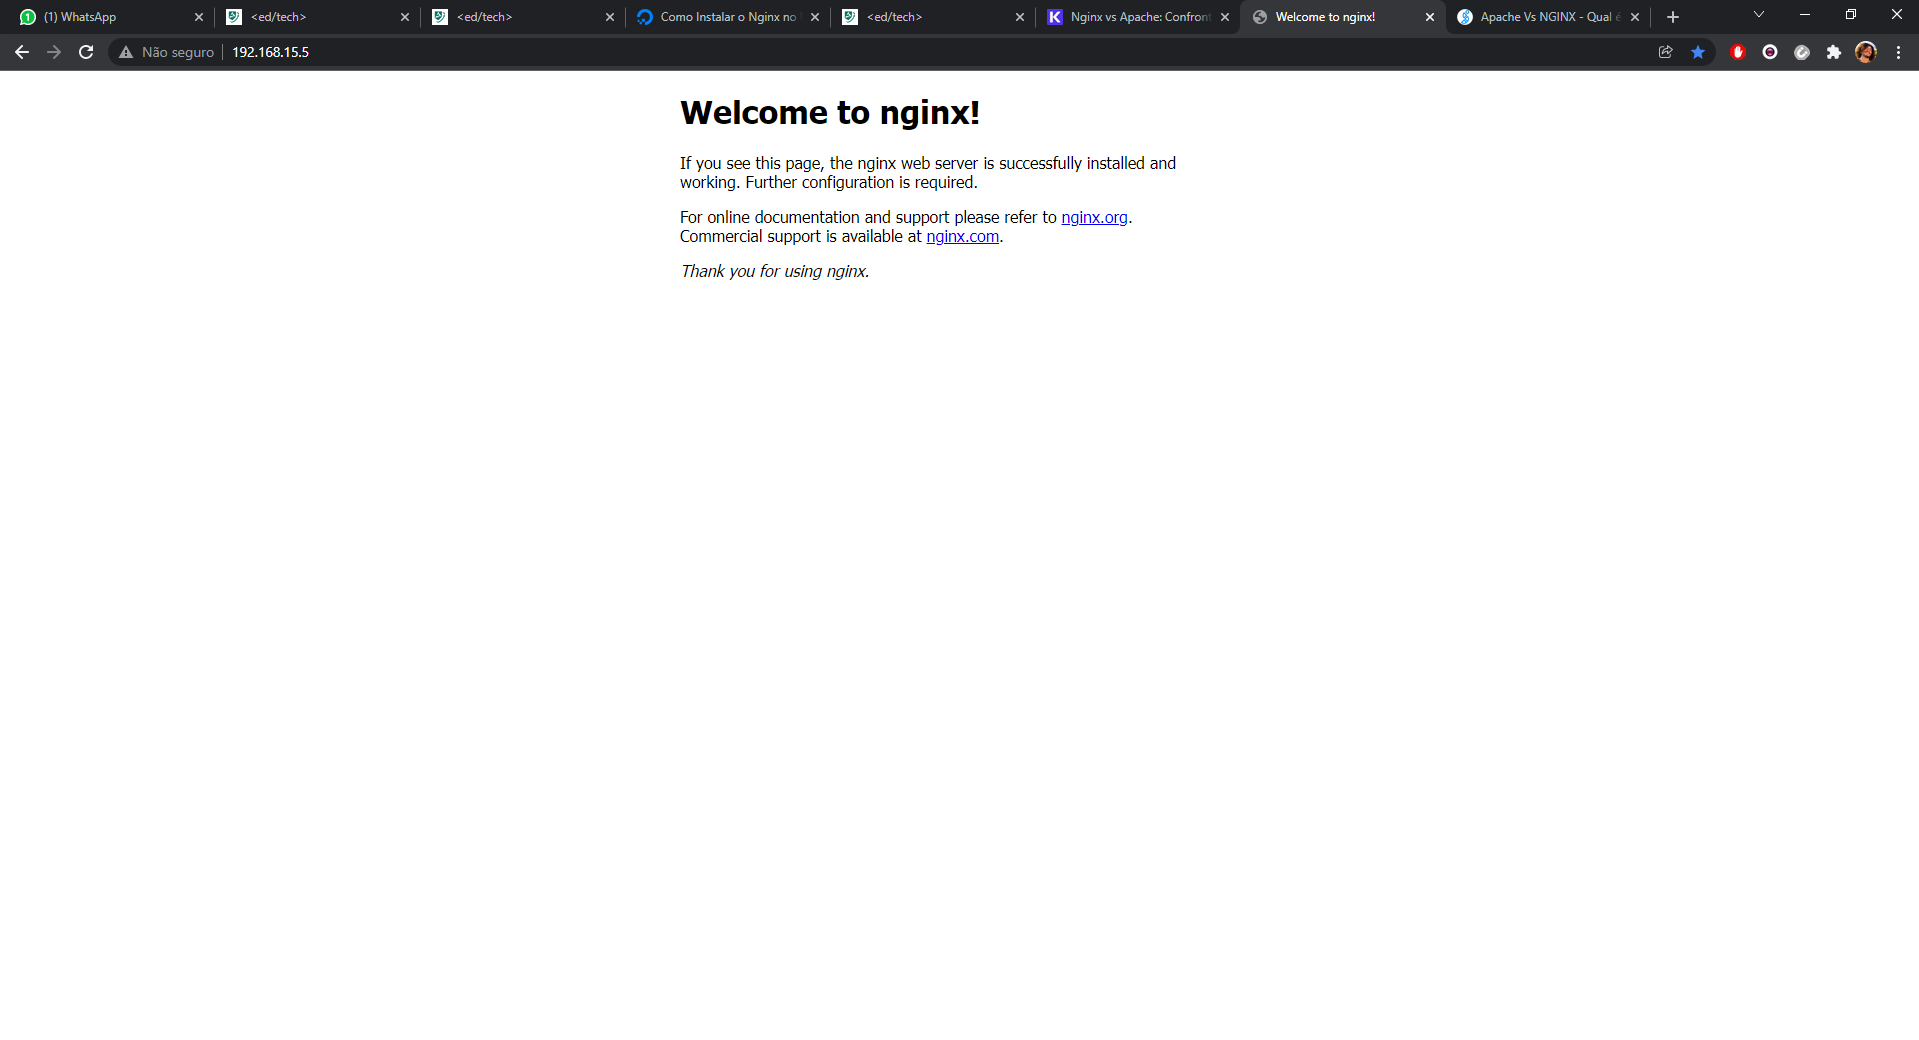 1 (1) WhatsApp
<ed/tech>
<ed/tech>
Como Instalar o Nginx no
<ed/tech>
K Nginx vs Apache: Confront
Welcome to nginx!
Apache Vs NGINX - Qual é
Não seguro 192.168.15.5
Welcome to nginx!
If you see this page, the nginx web server is successfully installed and
working. Further configuration is required.
For online documentation and support please refer to nginx.org.
Commercial support is available at nginx.com.
Thank you for using nginx.